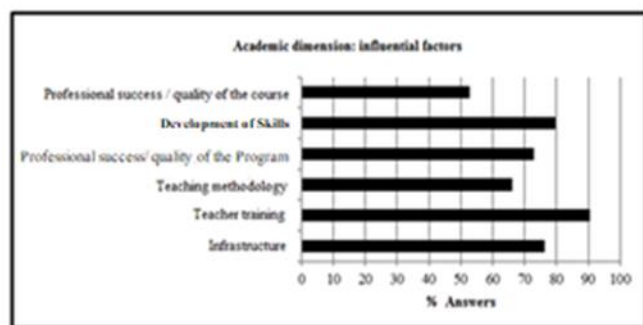 Academic dimension: influential factors
Professional success / quality of the course
Development of Skills
Professional success/ quality of the Program
Teaching methodology
Teacher training
Infrastructure
0 10 20 30 40 50 60 70 80 90 100
% Answers